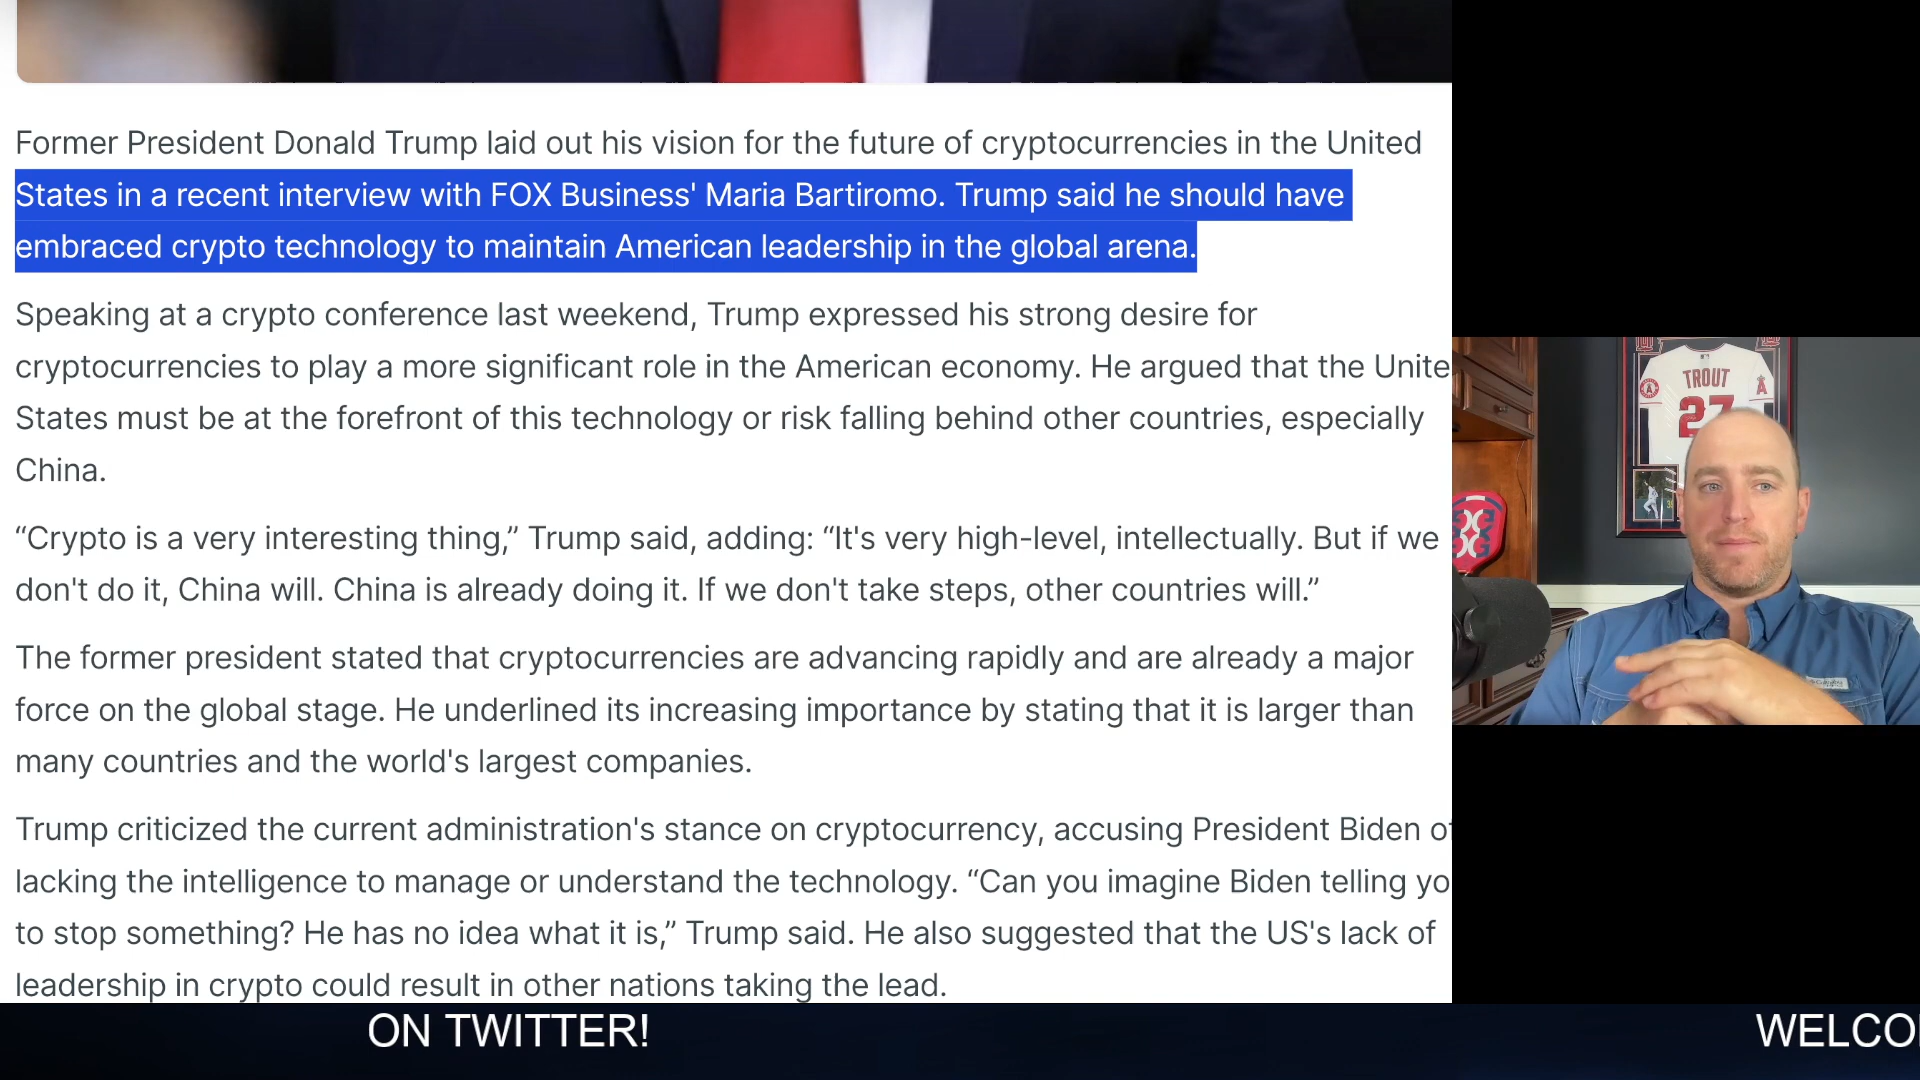 Former President Donald Trump laid out his vision for the future of cryptocurrencies in the United
States in a recent interview with FOX Business' Maria Bartiromo. Trump said he should have
embraced crypto technology to maintain American leadership in the global arena.
Speaking at a crypto conference last weekend, Trump expressed his strong desire for
cryptocurrencies to play a more significant role in the American economy. He argued that the Unite
States must be at the forefront of this technology or risk falling behind other countries, especially
China.
“Crypto is a very interesting thing,” Trump said, adding: “It's very high-level, intellectually. But if we
don't do it, China will. China is already doing it. If we don't take steps, other countries will.”
The former president stated that cryptocurrencies are advancing rapidly and are already a major
force on the global stage. He underlined its increasing importance by stating that it is larger than
many countries and the world's largest companies.
Trump criticized the current administration's stance on cryptocurrency, accusing President Biden of
lacking the intelligence to manage or understand the technology. “Can you imagine Biden telling yo
to stop something? He has no idea what it is,” Trump said. He also suggested that the US's lack of
leadership in crypto could result in other nations taking the lead.
TROUT
27
ON TWITTER!
WELCO